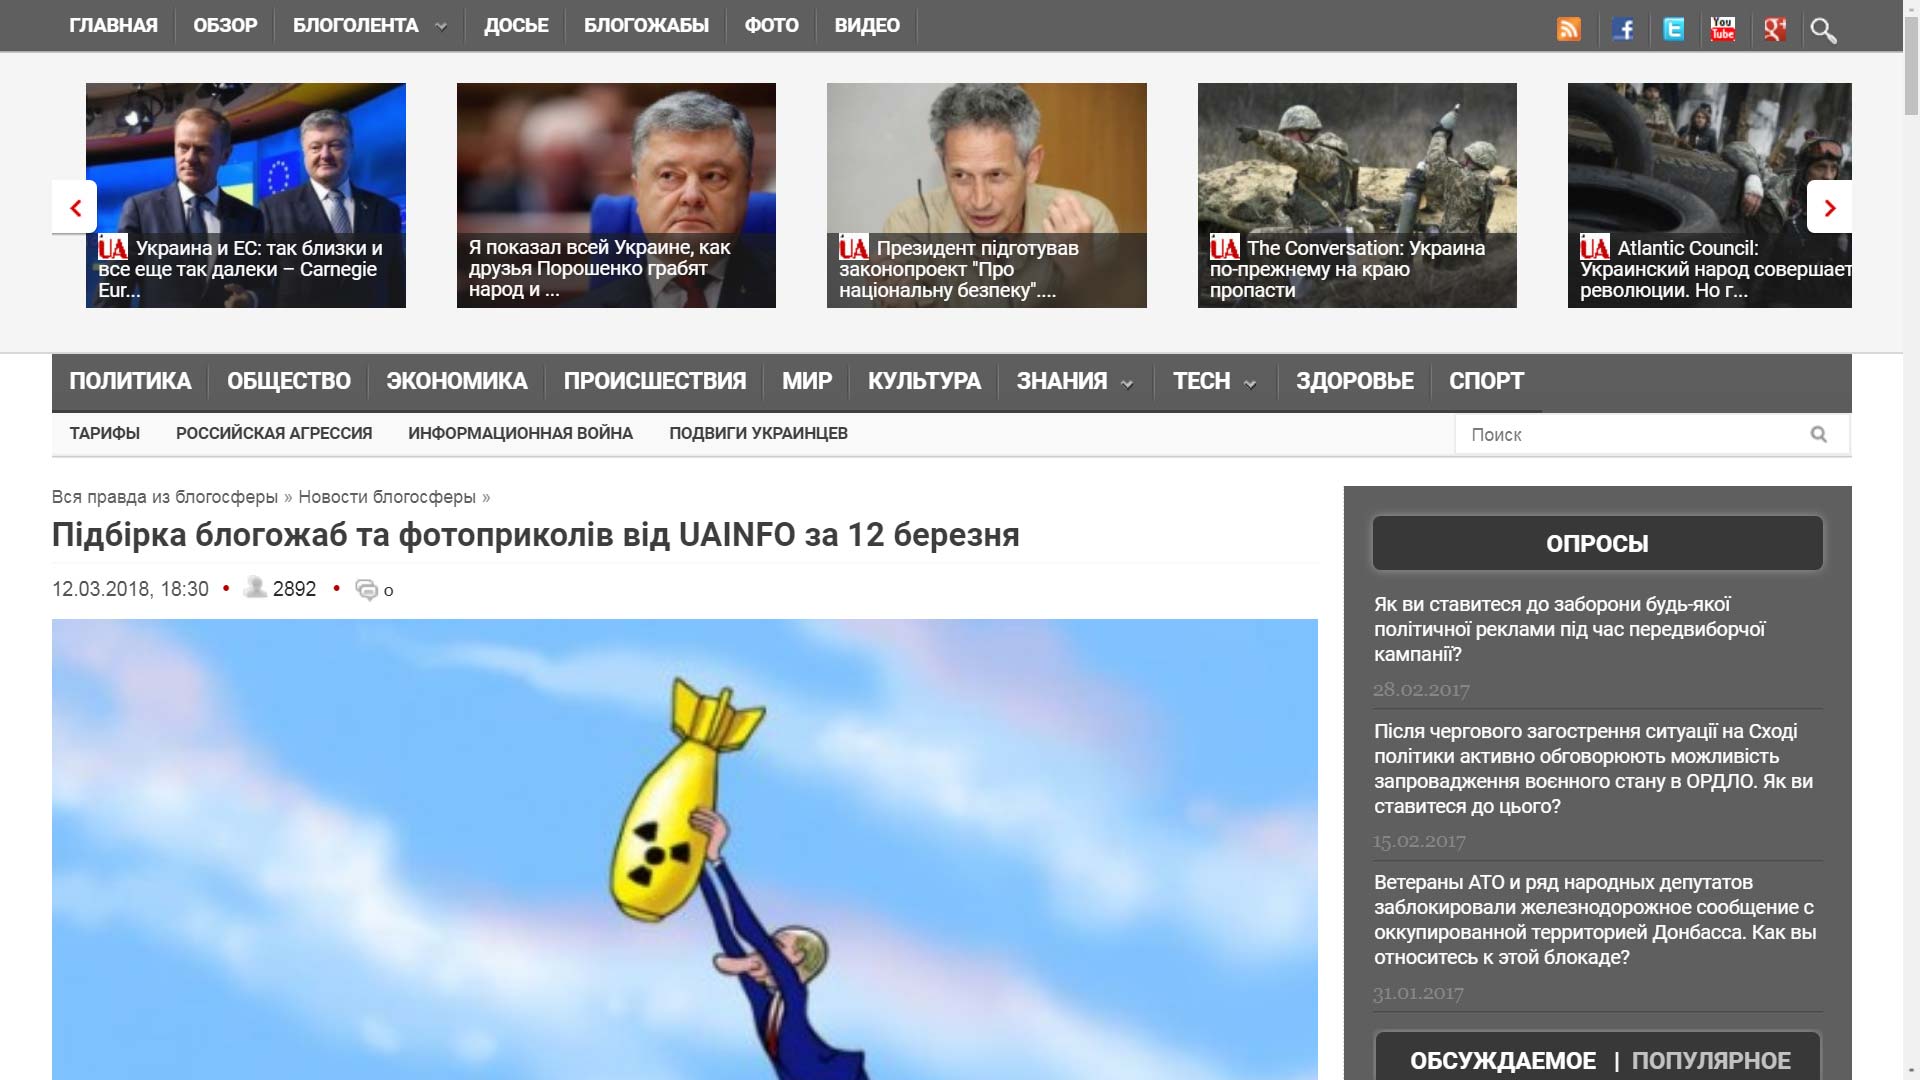 ГЛАВНАЯ ОБЗОР БЛОГОЛЕНТА ДОСЬЕ БЛОГОЖАБЫ ФОТО ВИДЕО
You
Tube
UA Украина и ЕС: так близки и
все еще так далеки – Carnegie
Eur...
Я показал всей Украине, как
друзья Порошенко грабят
народ и ...
UA Президент підготував
законопроект "Про
національну безпеку"....
UA The Conversation: Украина
по-прежнему на краю
пропасти
UA Atlantic Council:
Украинский народ совершает
революции. Но г...
ПОЛИТИКА ОБЩЕСТВО ЭКОНОМИКА ПРОИСШЕСТВИЯ МИР КУЛЬТУРА ЗНАНИЯ ТЕСН ЗДОРОВЬЕ СПОРТ
ТАРИФЫ РОССИЙСКАЯ АГРЕССИЯ ИНФОРМАЦИОННАЯ ВОЙНА ПОДВИГИ УКРАИНЦЕВ
Поиск
Вся правда из блогосферы » Новости блогосферы »
Підбірка блогожаб та фотоприколів від UAINFO за 12 березня
12.03.2018, 18:30 • 2892 • 0
ОПРОСЫ
Як ви ставитеся до заборони будь-якої
політичної реклами під час передвиборчої
кампанії?
28.02.2017
Після чергового загострення ситуації на Сході
політики активно обговорюють можливість
запровадження воєнного стану в ОРДЛО. Як ви
ставитеся до цього?
15.02.2017
Ветераны АТО и ряд народных депутатов
заблокировали железнодорожное сообщение с
оккупированной территорией Донбасса. Как вы
относитесь к этой блокаде?
31.01.2017
ОБСУЖДАЕМОЕ | ПОПУЛЯРНОЕ